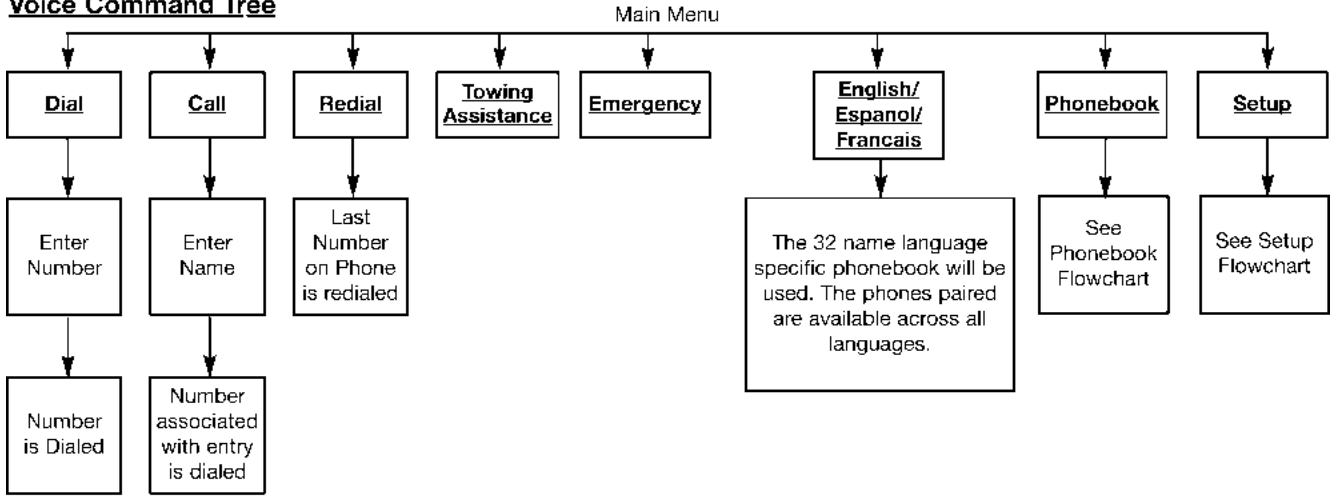 Voice Command Tree
Main Menu
Dial
Call
Redial
Towing
Assistance
Emergency
English/
Espanol/
Francais
Phonebook
Setup
Enter
Number
Enter
Name
Last
Number
on Phone
is redialed
The 32 name language
specific phonebook will be
used. The phones paired
are available across all
languages.
See
Phonebook
Flowchart
See Setup
Flowchart
Number
is Dialed
Number
associated
with entry
is dialed